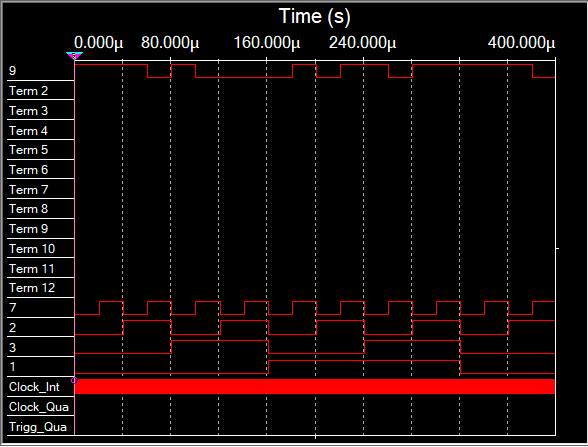 Time (s)
0.000µ 80.000µ 160.000µ 240.000µ 400.000µ
9
Term 2
Term 3
Term 4
Term 5
Term 6
Term 7
Term 8
Term 9
Term 10
Term 11
Term 12
7
2
3
1
Clock_Int
Clock_Qua
Trigg_Qua